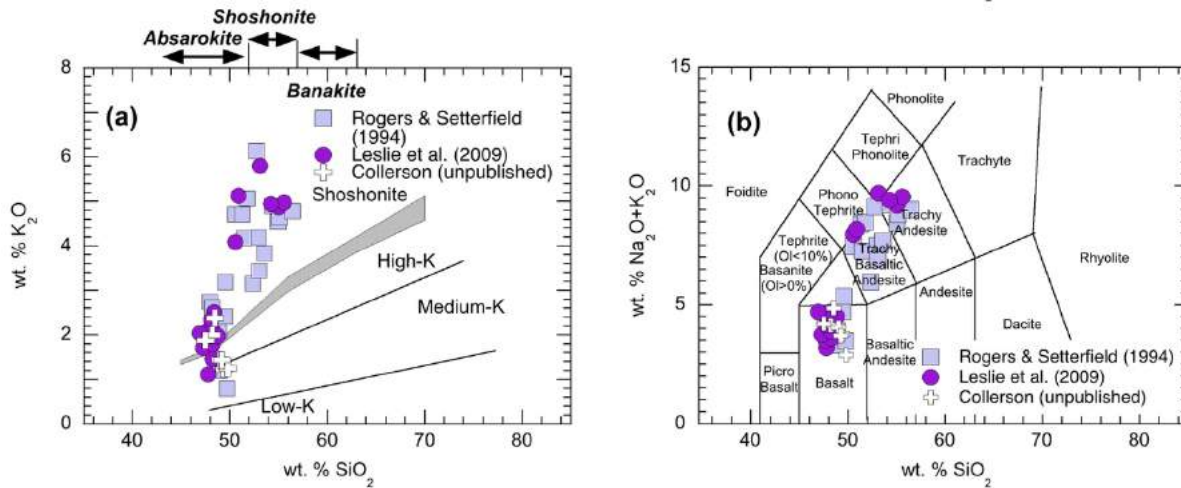 Shoshonite
Absarokite
Banakite
(a)
Rogers & Setterfield
(1994)
Leslie et al. (2009)
Collerson (unpublished)
Shoshonite
High-K
Medium-K
Low-K
8
6
4
2
0
wt. % K2O
40 50 60 70 80
wt. % SiO2
(b)
Phonolite
Tephri
Phonolite
Trachyte
Foidite
Phono
Tephrite
Trachy
Andesite
Tephrite
(Ol<10%)
Basanite
(Ol>0%)
Trachy
Basaltic
Andesite
Rhyolite
Andesite
Dacite
Basaltic
Andesite
Picro
Basalt
Basalt
Rogers & Setterfield (1994)
Leslie et al. (2009)
Collerson (unpublished)
15
10
5
0
wt. % Na2O+K2O
40 50 60 70 80
wt. % SiO2